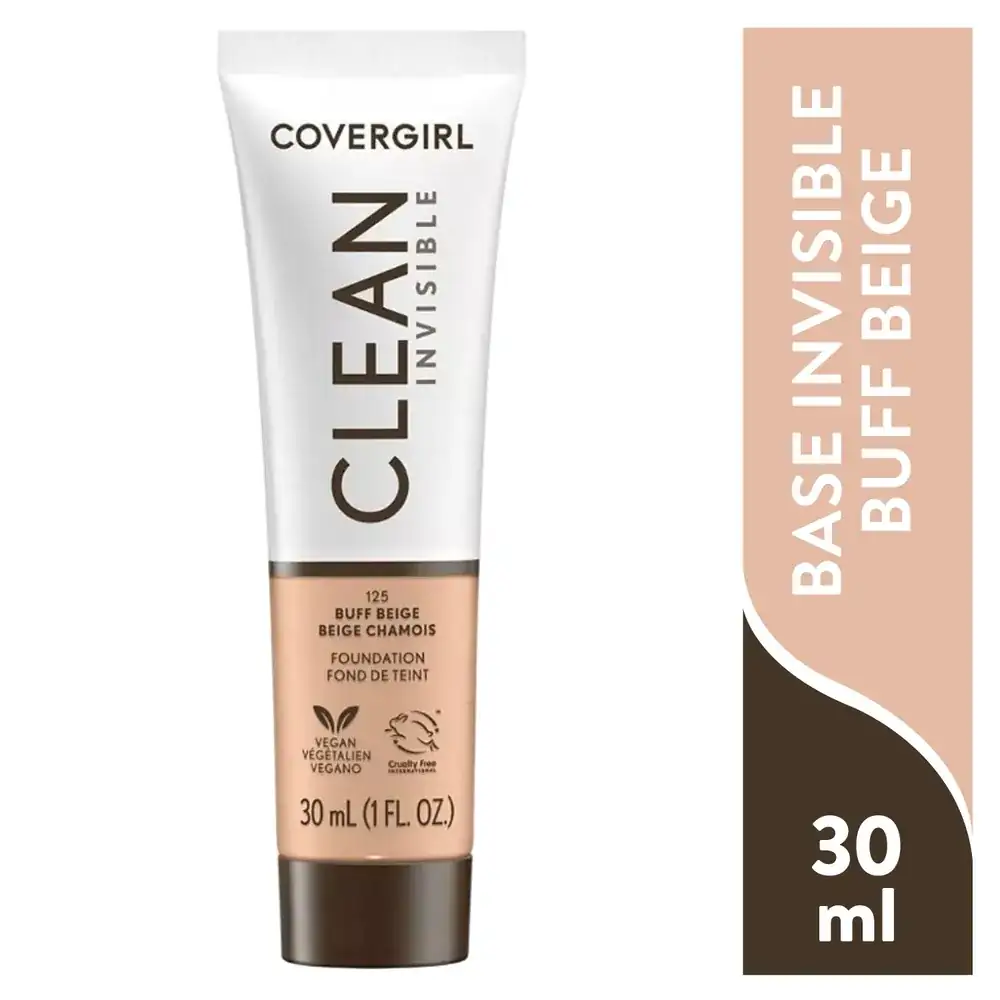 COVERGIRL
CLEAN
INVISIBLE
125
BUFF BEIGE
BEIGE CHAMOIS
FOUNDATION
FOND DE TEINT
VEGAN
VÉGÉTALIEN
VEGANO
Cruelty Free
INTERNATIONAL
30 mL (1 FL. OZ.)
BASE INVISIBLE
BUFF BEIGE
30
ml